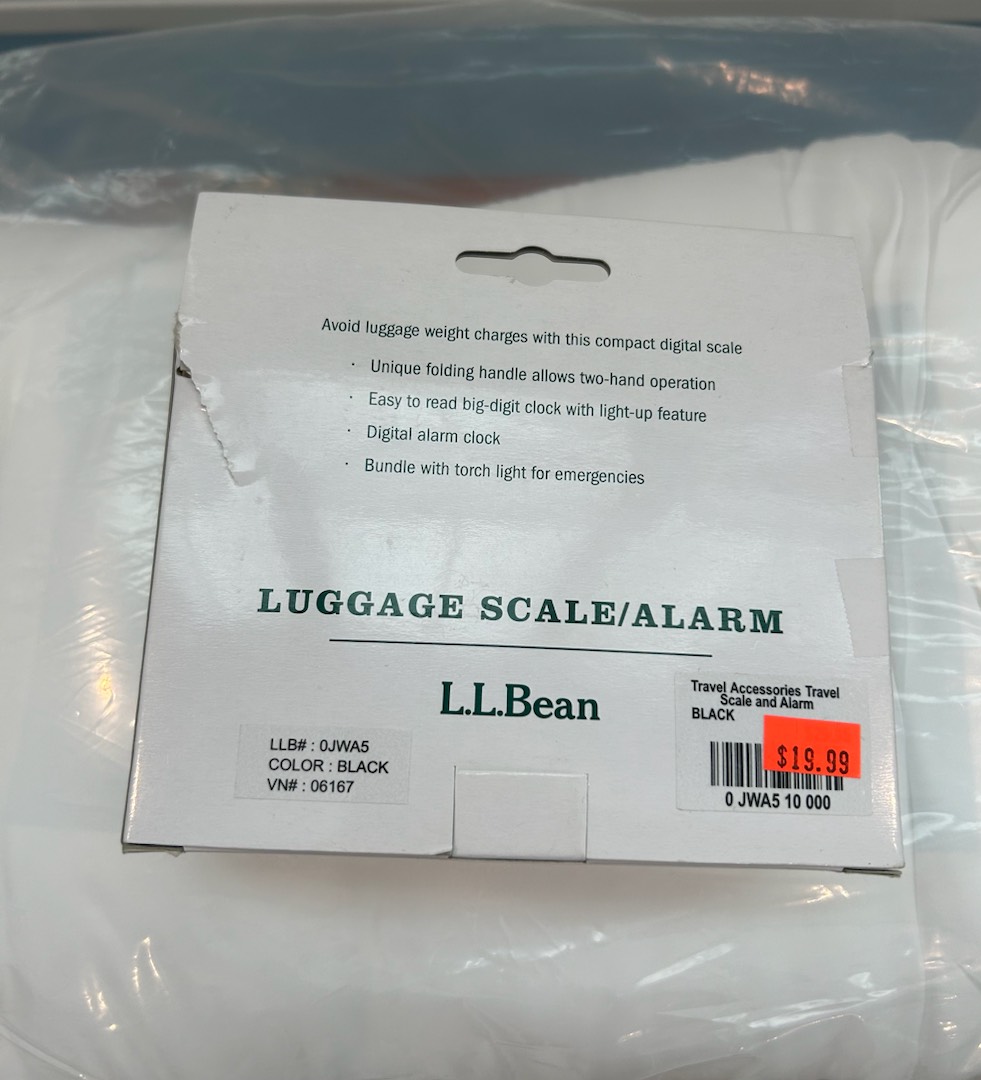 Avoid luggage weight charges with this compact digital scale
· Unique folding handle allows two-hand operation
· Easy to read big-digit clock with light-up feature
· Digital alarm clock
· Bundle with torch light for emergencies
LUGGAGE SCALE/ALARM
L.L.Bean
LLB# : 0JWA5
COLOR : BLACK
VN# : 06167
Travel Accessories Travel
Scale and Alarm
BLACK
$19.99
0 JWA5 10 000